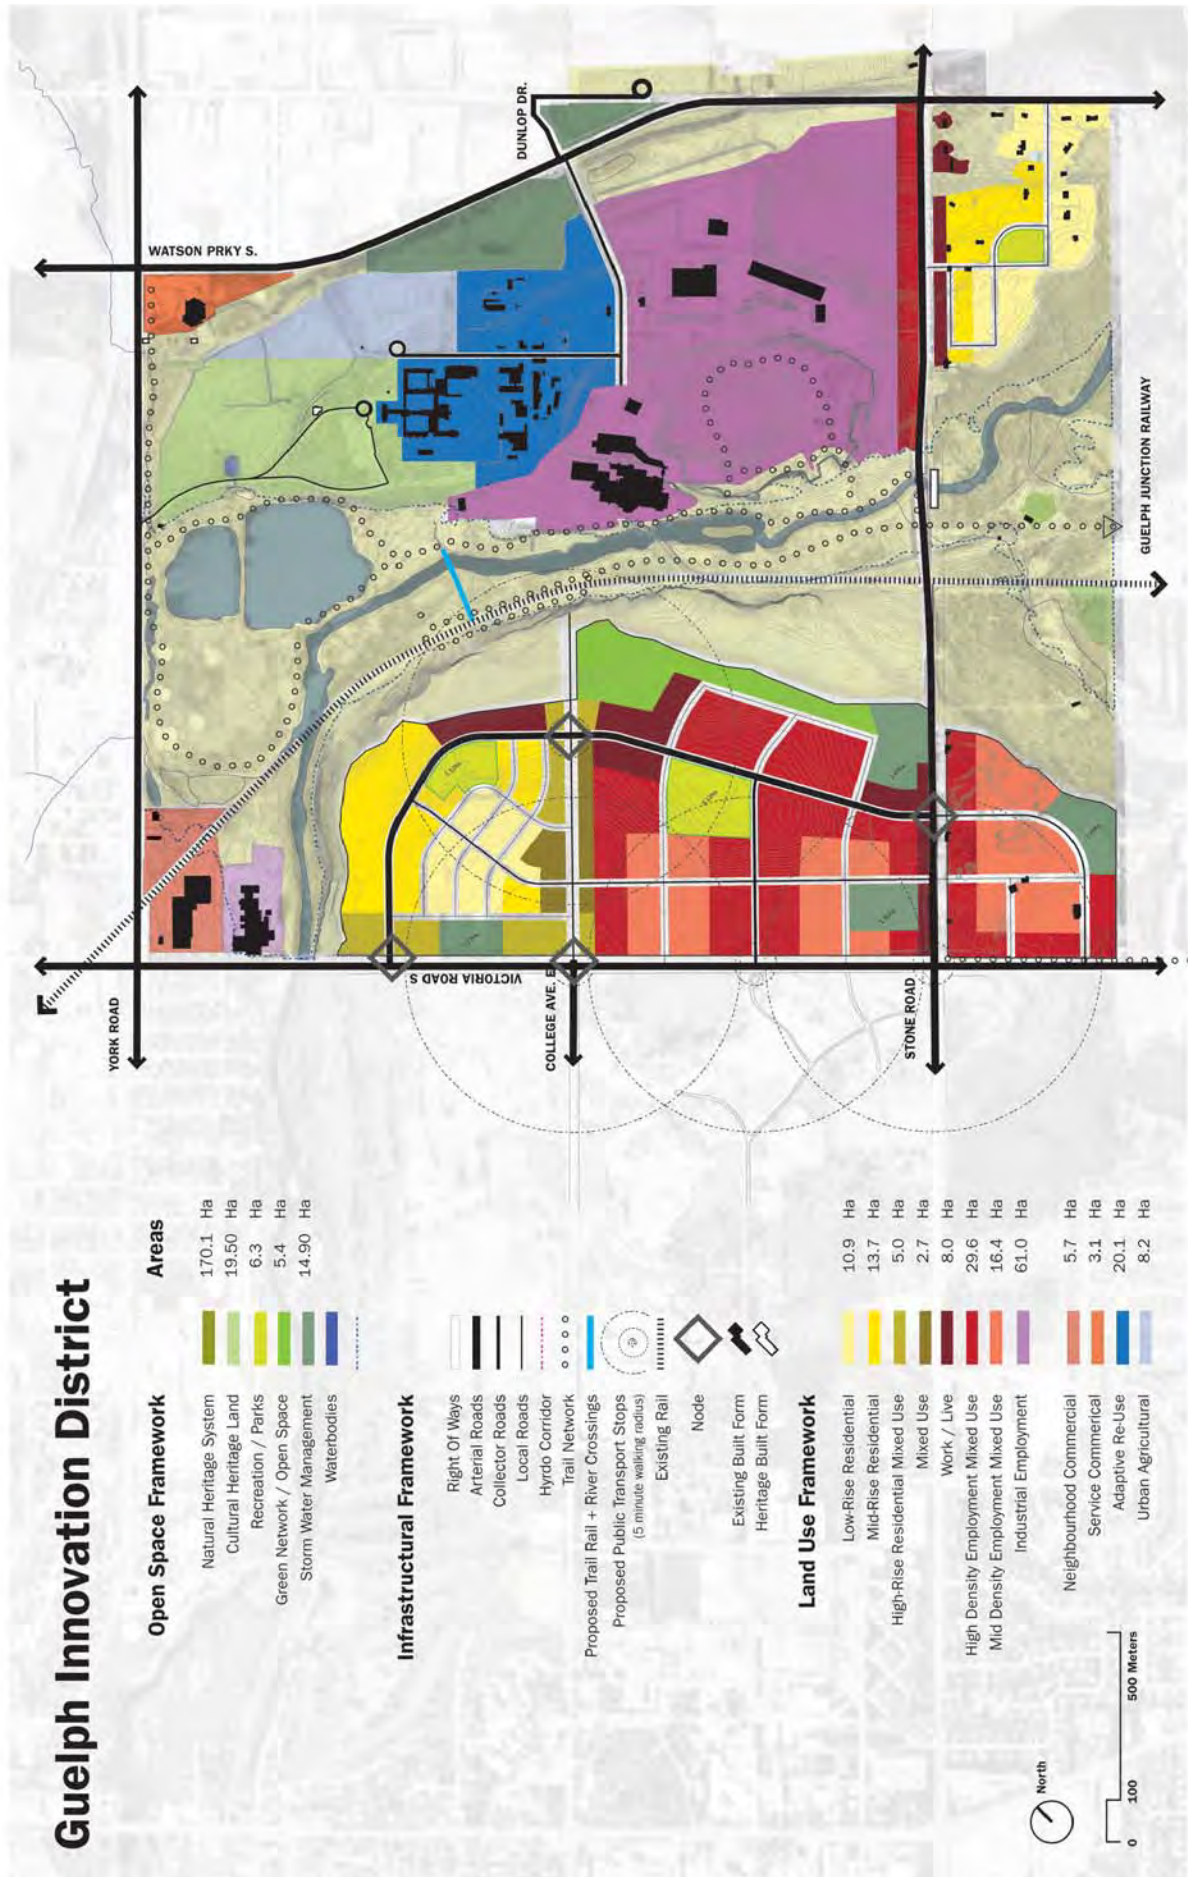 Guelph Innovation District
Open Space Framework
Areas
Natural Heritage System 170.1 Ha
Cultural Heritage Land 19.50 Ha
Recreation / Parks 6.3 Ha
Green Network / Open Space 5.4 Ha
Storm Water Management 14.90 Ha
Waterbodies
Infrastructural Framework
Right Of Ways
Arterial Roads
Collector Roads
Local Roads
Hyrdo Corridor
Trail Network
Proposed Trail Rail + River Crossings
Proposed Public Transport Stops
(5 minute walking radius)
Existing Rail
Node
Existing Built Form
Heritage Built Form
Land Use Framework
Low-Rise Residential 10.9 Ha
Mid-Rise Residential 13.7 Ha
High-Rise Residential Mixed Use 5.0 Ha
Mixed Use 2.7 Ha
Work / Live 8.0 Ha
High Density Employment Mixed Use 29.6 Ha
Mid Density Employment Mixed Use 16.4 Ha
Industrial Employment 61.0 Ha
Neighbourhood Commercial 5.7 Ha
Service Commerical 3.1 Ha
Adaptive Re-Use 20.1 Ha
Urban Agricultural 8.2 Ha
North
0 100 500 Meters
YORK ROAD
WATSON PRKY S.
VICTORIA ROAD S
COLLEGE AVE. E
DUNLOP DR.
STONE ROAD
GUELPH JUNCTION RAILWAY